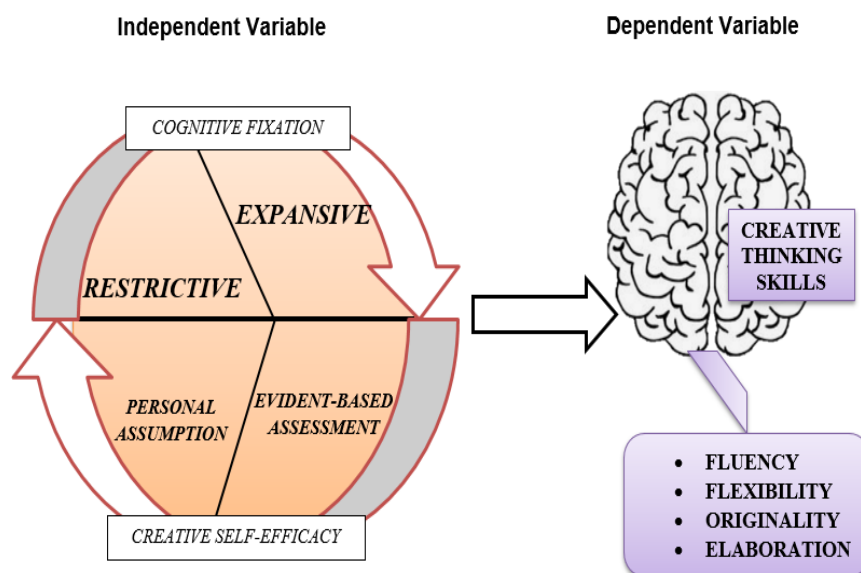 Independent Variable
Dependent Variable
COGNITIVE FIXATION
EXPANSIVE
RESTRICTIVE
PERSONAL
ASSUMPTION
EVIDENT-BASED
ASSESSMENT
CREATIVE SELF-EFFICACY
CREATIVE
THINKING
SKILLS
• FLUENCY
• FLEXIBILITY
• ORIGINALITY
• ELABORATION